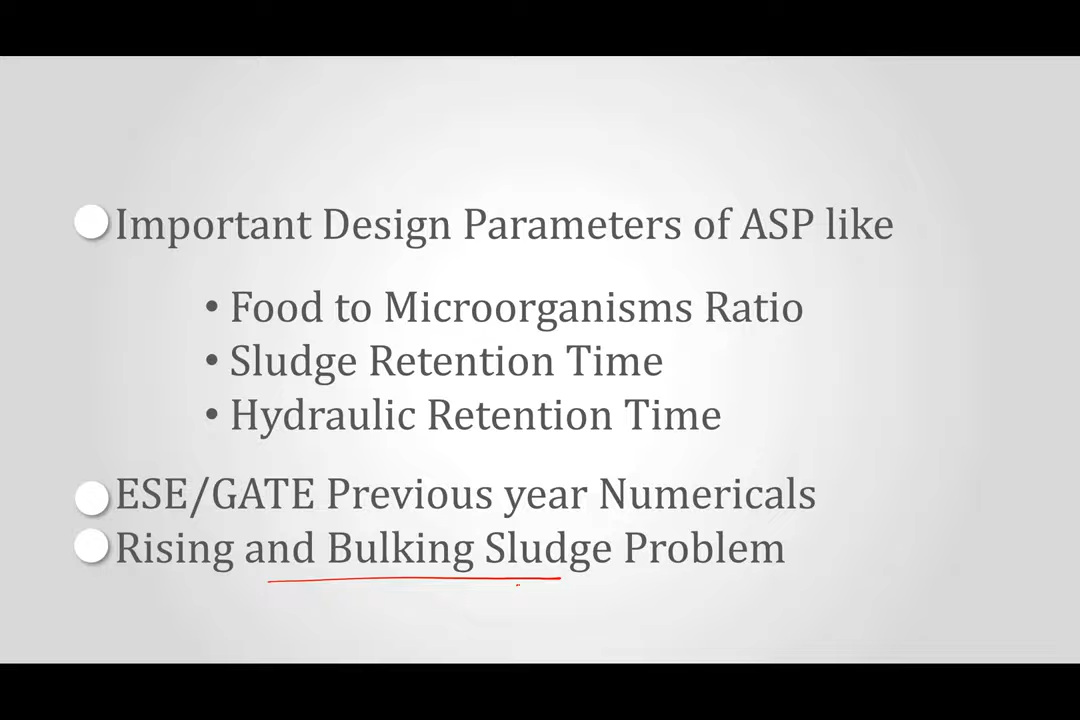 Important Design Parameters of ASP like
• Food to Microorganisms Ratio
• Sludge Retention Time
• Hydraulic Retention Time
ESE/GATE Previous year Numericals
Rising and Bulking Sludge Problem